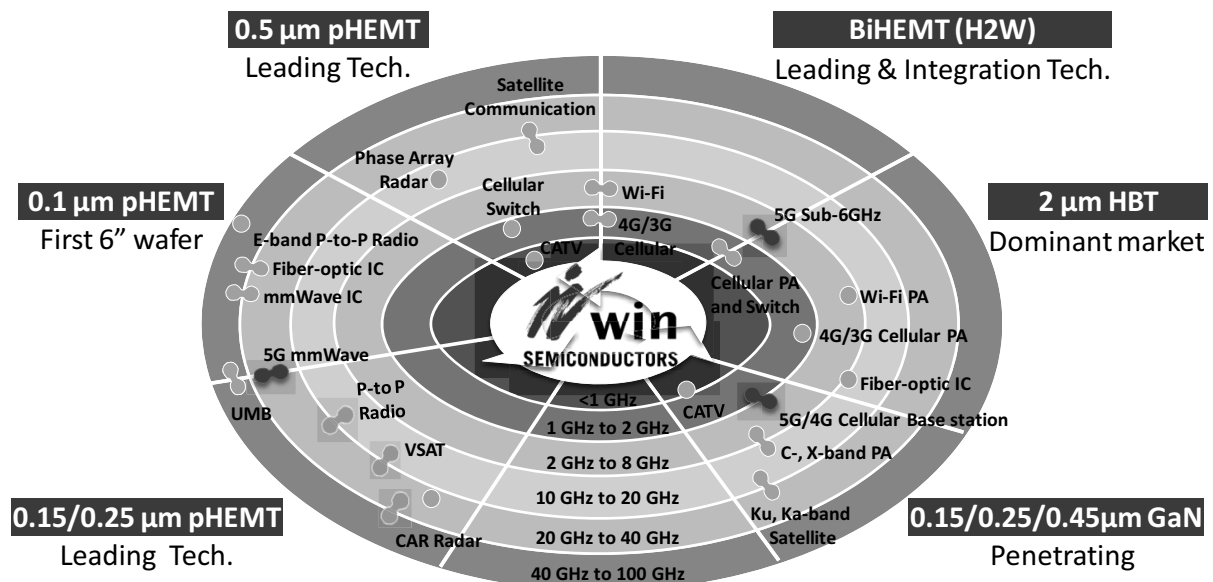 0.5 µm pHEMT
Leading Tech.
BiHEMT (H2W)
Leading & Integration Tech.
Satellite
Communication
Phase Array
Radar
Cellular
Switch
CATV
Wi-Fi
4G/3G
Cellular
5G Sub-6GHz
Cellular PA
and Switch
0.1 µm pHEMT
First 6” wafer
2 µm HBT
Dominant market
E-band P-to-P Radio
Fiber-optic IC
mmWave IC
Wi-Fi PA
4G/3G Cellular PA
Fiber-optic IC
win
SEMICONDUCTORS
5G mmWave
UMB
P-to P
Radio
VSAT
CAR Radar
<1 GHz
1 GHz to 2 GHz
2 GHz to 8 GHz
10 GHz to 20 GHz
20 GHz to 40 GHz
40 GHz to 100 GHz
CATV
5G/4G Cellular Base station
C-, X-band PA
Ku, Ka-band
Satellite
0.15/0.25 µm pHEMT
Leading Tech.
0.15/0.25/0.45µm GaN
Penetrating